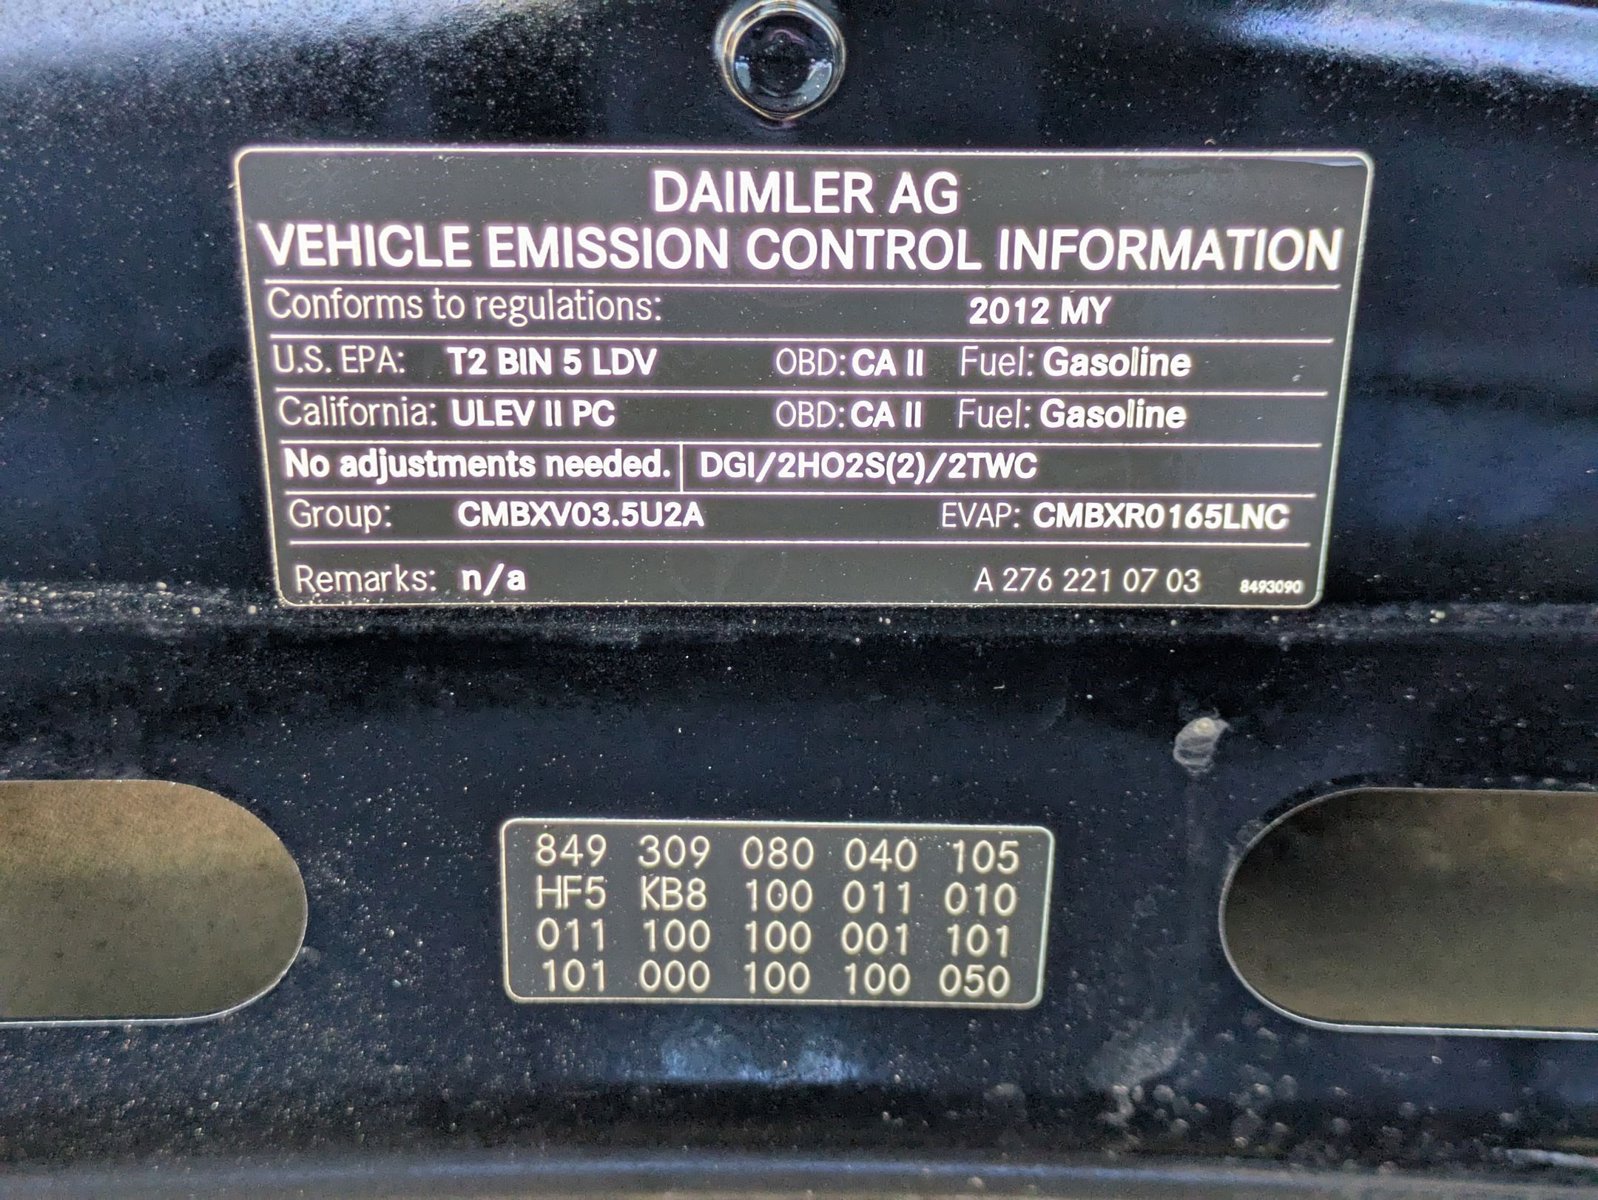 DAIMLER AG
VEHICLE EMISSION CONTROL INFORMATION
Conforms to regulations: 2012 MY
U.S. EPA: T2 BIN 5 LDV OBD: CA II Fuel: Gasoline
California: ULEV II PC OBD: CA II Fuel: Gasoline
No adjustments needed. DGI/2HO2S(2)/2TWC
Group: CMBXV03.5U2A EVAP: CMBXR0165LNC
Remarks: n/a A 276 221 07 03 8493090
849 309 080 040 105
HF5 KB8 100 011 010
011 100 100 001 101
101 000 100 100 050